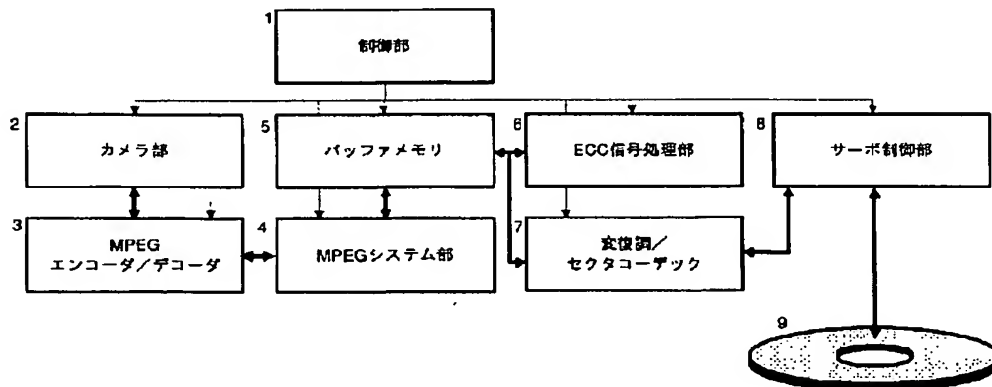 1
制御部
2
カメラ部
5
バッファメモリ
6
ECC信号処理部
8
サーボ制御部
3
MPEG
エンコーダ/デコーダ
4
MPEGシステム部
7
変復調/
セクタコーデック
9